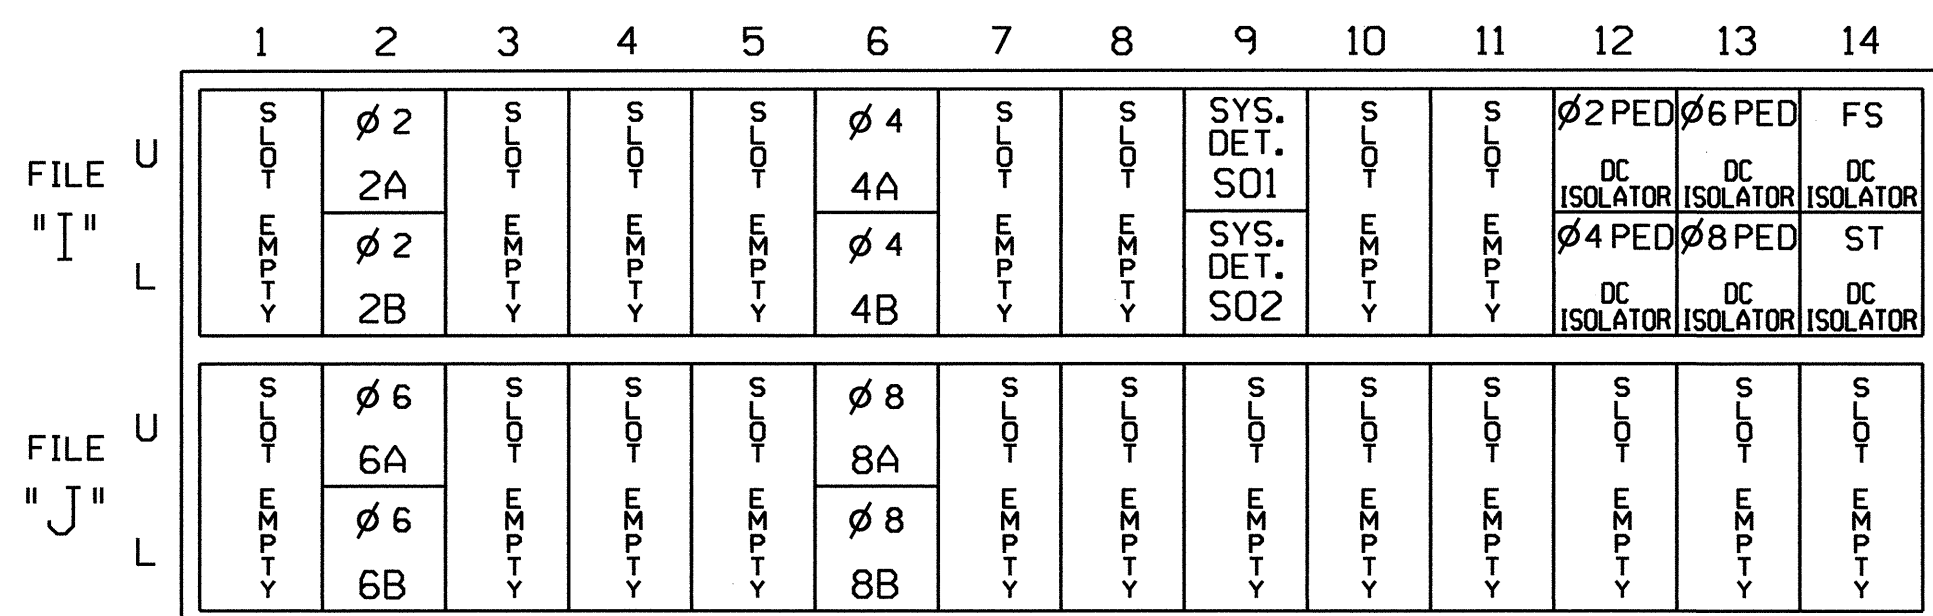 1 2 3 4 5 6 7 8 9 10 11 12 13 14
FILE "I"
U
L
SLOT EMPTY
ø 2
2A
ø 2
2B
SLOT EMPTY
SLOT EMPTY
SLOT EMPTY
ø 4
4A
ø 4
4B
SLOT EMPTY
SLOT EMPTY
SYS.
DET.
SO1
SYS.
DET.
SO2
SLOT EMPTY
SLOT EMPTY
Ø2 PED
DC
ISOLATOR
Ø4 PED
DC
ISOLATOR
Ø6 PED
DC
ISOLATOR
Ø8 PED
DC
ISOLATOR
FS
DC
ISOLATOR
ST
DC
ISOLATOR
FILE "J"
U
L
SLOT EMPTY
ø 6
6A
ø 6
6B
SLOT EMPTY
SLOT EMPTY
SLOT EMPTY
ø 8
8A
ø 8
8B
SLOT EMPTY
SLOT EMPTY
SLOT EMPTY
SLOT EMPTY
SLOT EMPTY
SLOT EMPTY
SLOT EMPTY
SLOT EMPTY